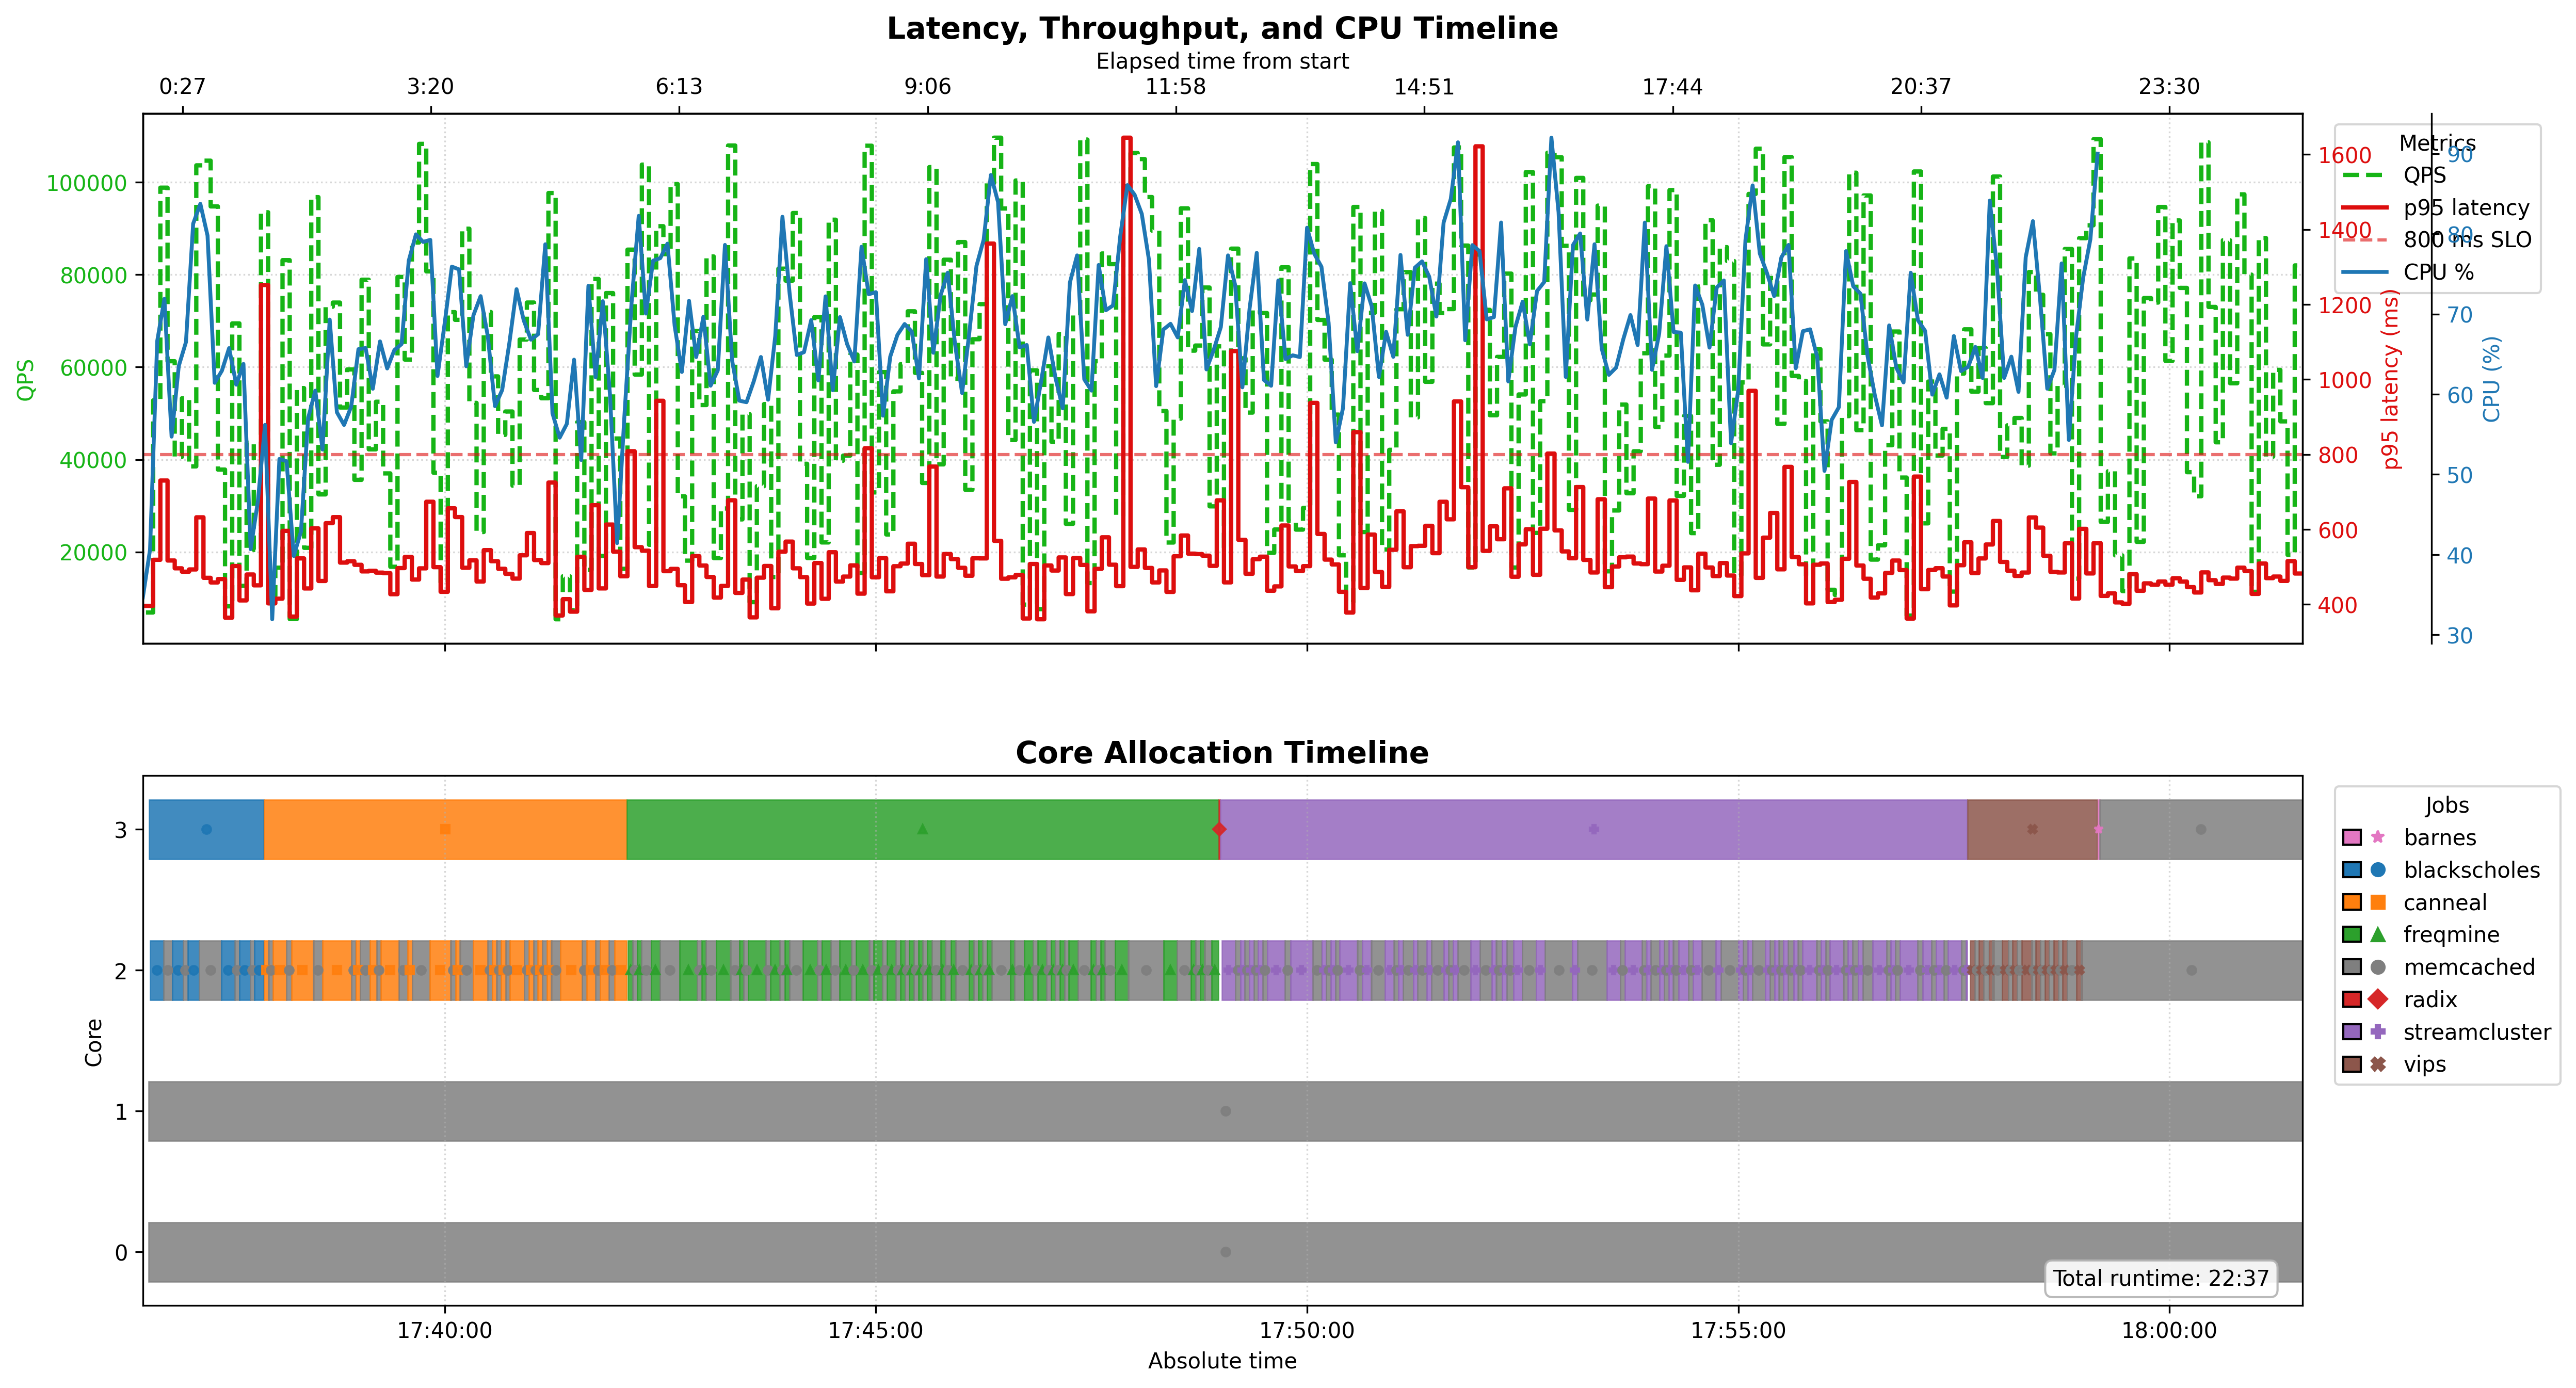 Latency, Throughput, and CPU Timeline
Elapsed time from start
0:27 3:20 6:13 9:06 11:58 14:51 17:44 20:37 23:30
QPS
100000
80000
60000
40000
20000
1600
1400
1200
1000
800
600
400
p95 latency (ms)
90
80
70
60
50
40
30
CPU (%)
Metrics
QPS
p95 latency
800 ms SLO
CPU %
Core Allocation Timeline
Core
3
2
1
0
Total runtime: 22:37
17:40:00 17:45:00 17:50:00 17:55:00 18:00:00
Absolute time
Jobs
barnes
blackscholes
canneal
freqmine
memcached
radix
streamcluster
vips